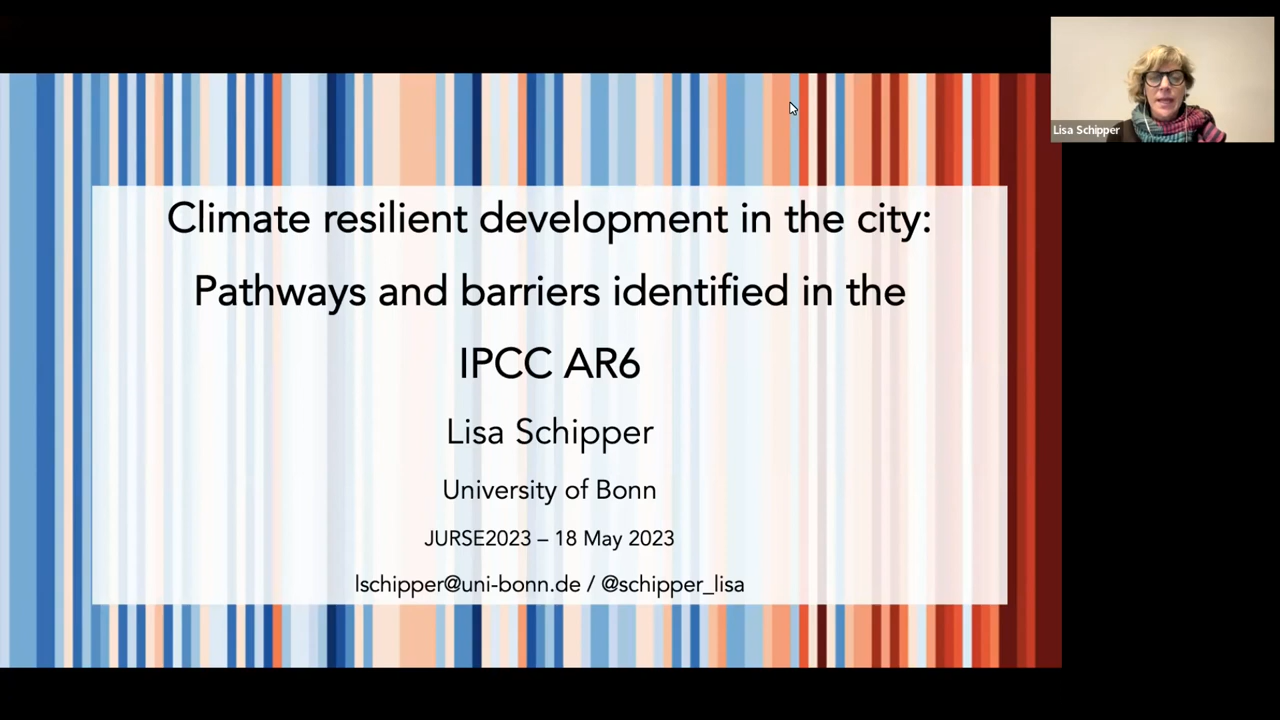 Climate resilient development in the city:
Pathways and barriers identified in the
IPCC AR6
Lisa Schipper
University of Bonn
JURSE2023 – 18 May 2023
lschipper@uni-bonn.de / @schipper_lisa
Lisa Schipper